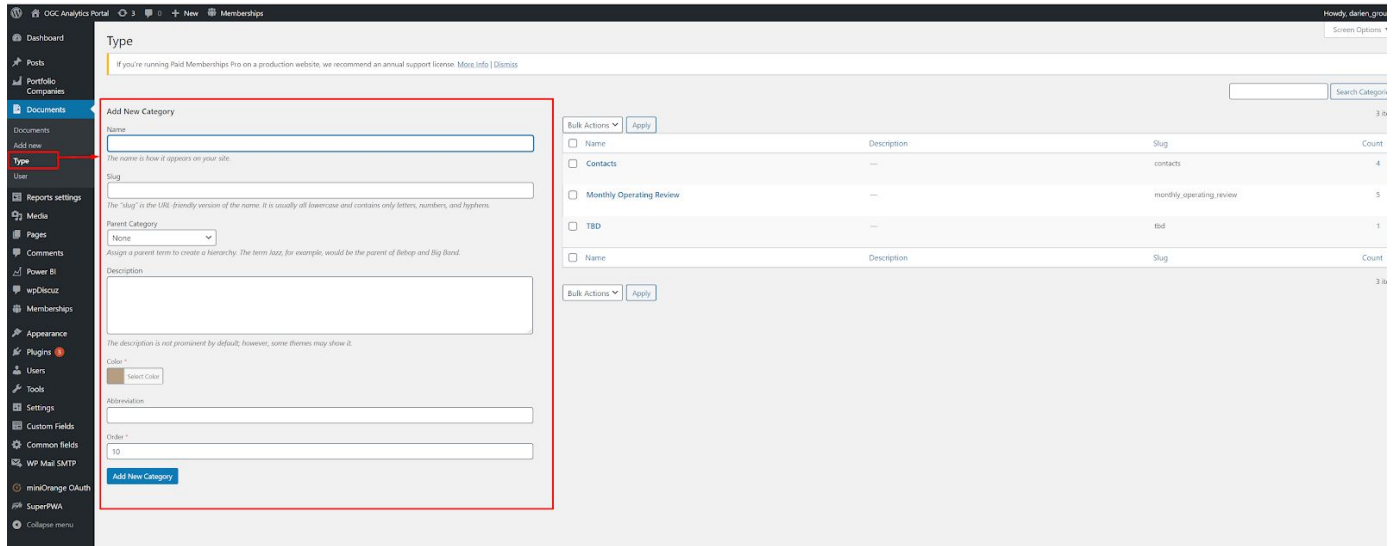 OGC Analytics Portal 3 0 + New Memberships
Howdy, darien_grou
Screen Options
Dashboard
Posts
Portfolio
Companies
Documents
Documents
Add new
Type
User
Reports settings
Media
Pages
Comments
Power BI
wpDiscuz
Memberships
Appearance
Plugins 3
Users
Tools
Settings
Custom Fields
Common fields
WP Mail SMTP
miniOrange OAuth
SuperPWA
Collapse menu
Type
If you're running Paid Memberships Pro on a production website, we recommend an annual support license. More Info | Dismiss
Search Categorie
Add New Category
Name
The name is how it appears on your site.
Slug
The "slug" is the URL-friendly version of the name. It is usually all lowercase and contains only letters, numbers, and hyphens.
Parent Category
None
Assign a parent term to create a hierarchy. The term Jazz, for example, would be the parent of Bebop and Big Band.
Description
The description is not prominent by default; however, some themes may show it.
Color *
Select Color
Abbreviation
Order *
10
Add New Category
Bulk Actions Apply
3 ite
Name Description Slug Count
Contacts — contacts 4
Monthly Operating Review — monthly_operating_review 5
TBD — tbd 1
Name Description Slug Count
Bulk Actions Apply
3 ite